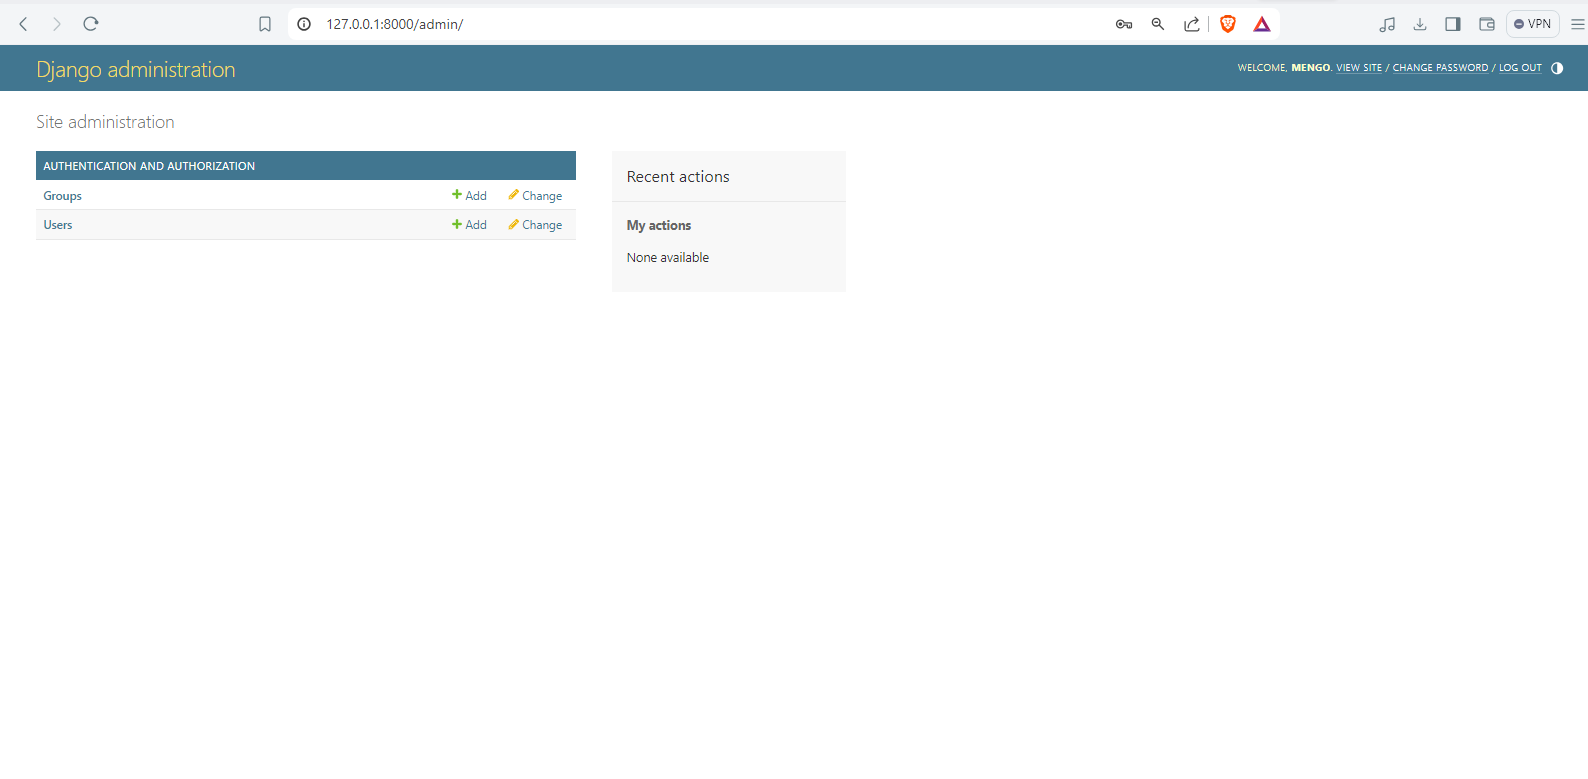 127.0.0.1:8000/admin/
VPN
Django administration
WELCOME, MENGO. VIEW SITE / CHANGE PASSWORD / LOG OUT
Site administration
AUTHENTICATION AND AUTHORIZATION
Groups Add Change
Users Add Change
Recent actions
My actions
None available